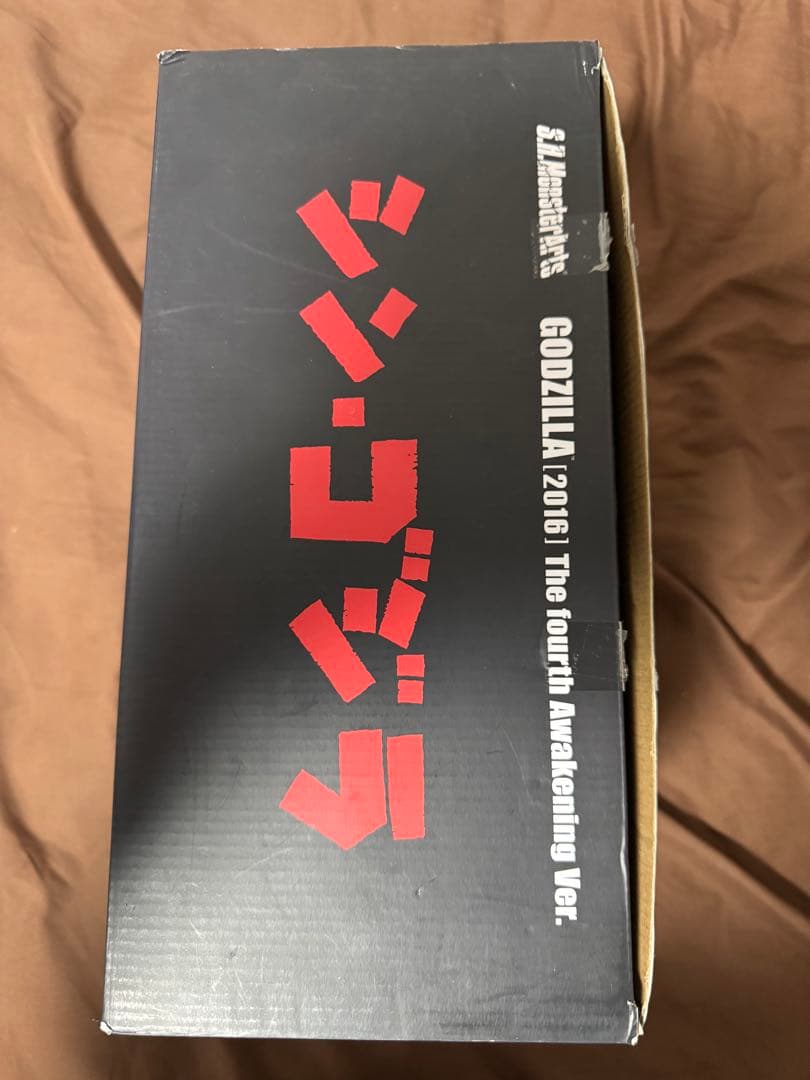 シン・ゴジラ
S.H.MonsterArts
GODZILLA [2016] The fourth Awakening Ver.